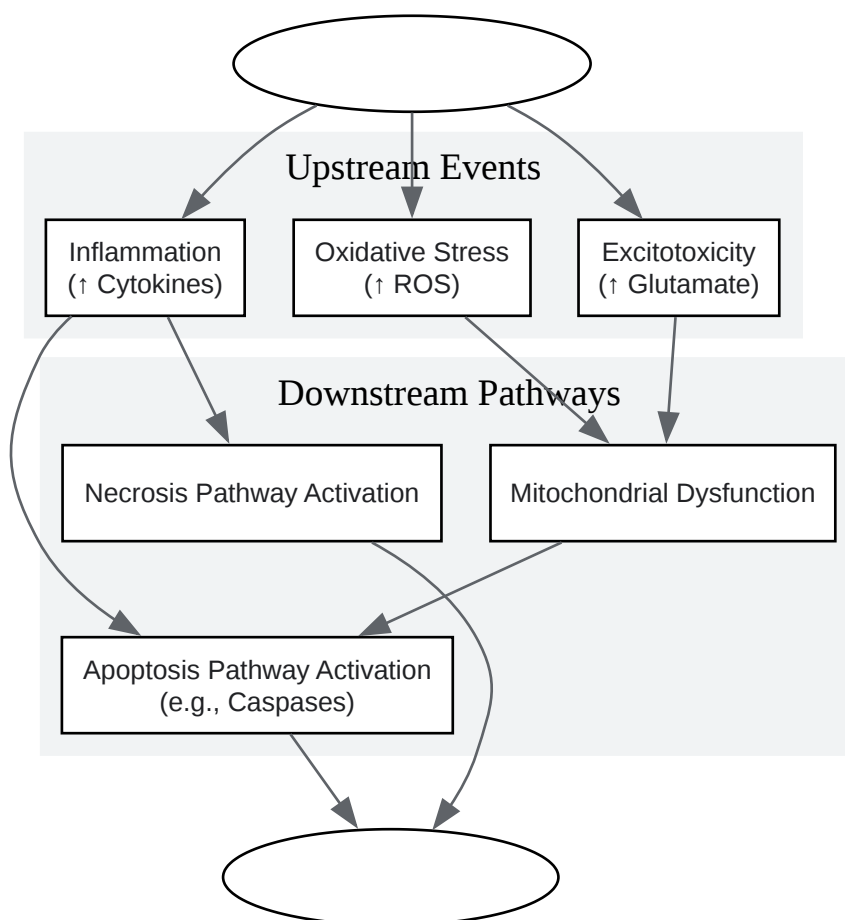 Upstream Events
Inflammation
(↑ Cytokines)
Oxidative Stress
(↑ ROS)
Excitotoxicity
(↑ Glutamate)
Downstream Pathways
Necrosis Pathway Activation
Mitochondrial Dysfunction
Apoptosis Pathway Activation
(e.g., Caspases)